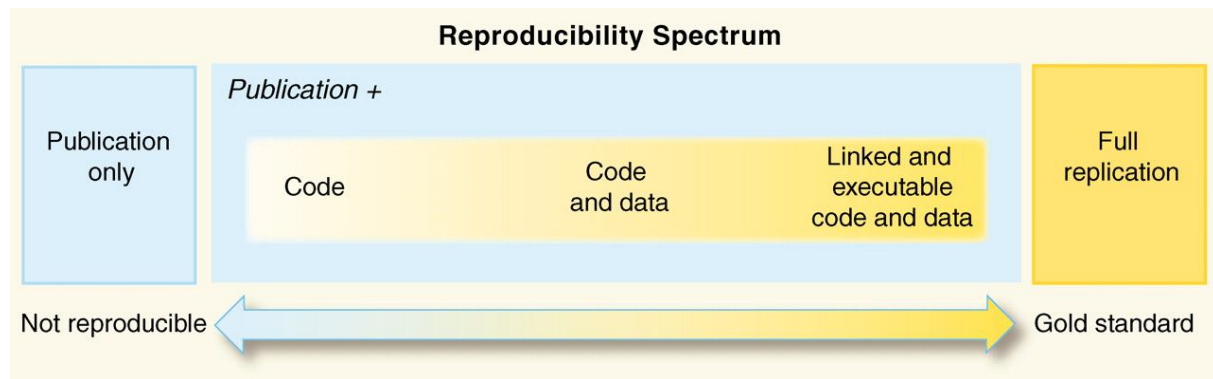 Reproducibility Spectrum
Publication
only
Publication +
Code
Code
and data
Linked and
executable
code and data
Full
replication
Not reproducible
Gold standard